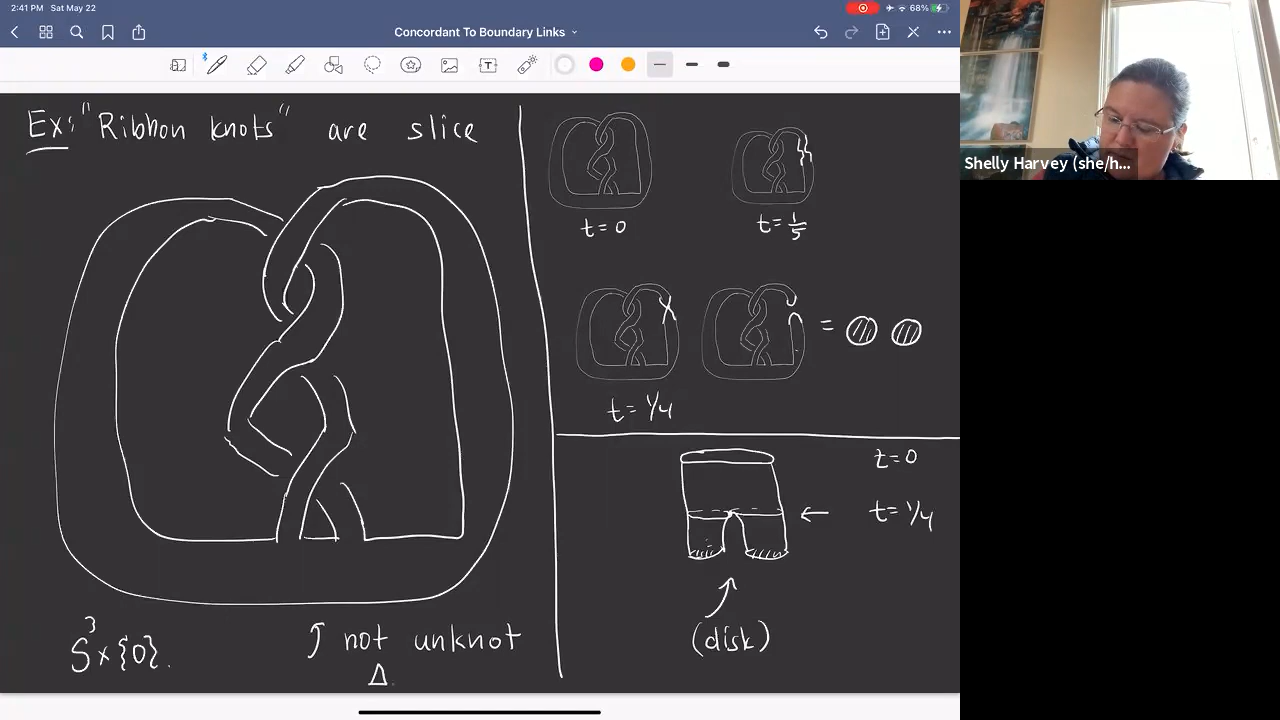 2:41 PM Sat May 22
68%
Concordant To Boundary Links
Shelly Harvey (she/h...
Ex: "Ribbon knots" are slice
t=0
t=1/5
=
t=1/4
t=0
← t=1/4
(disk)
S³×{0}.
not unknot
Δ